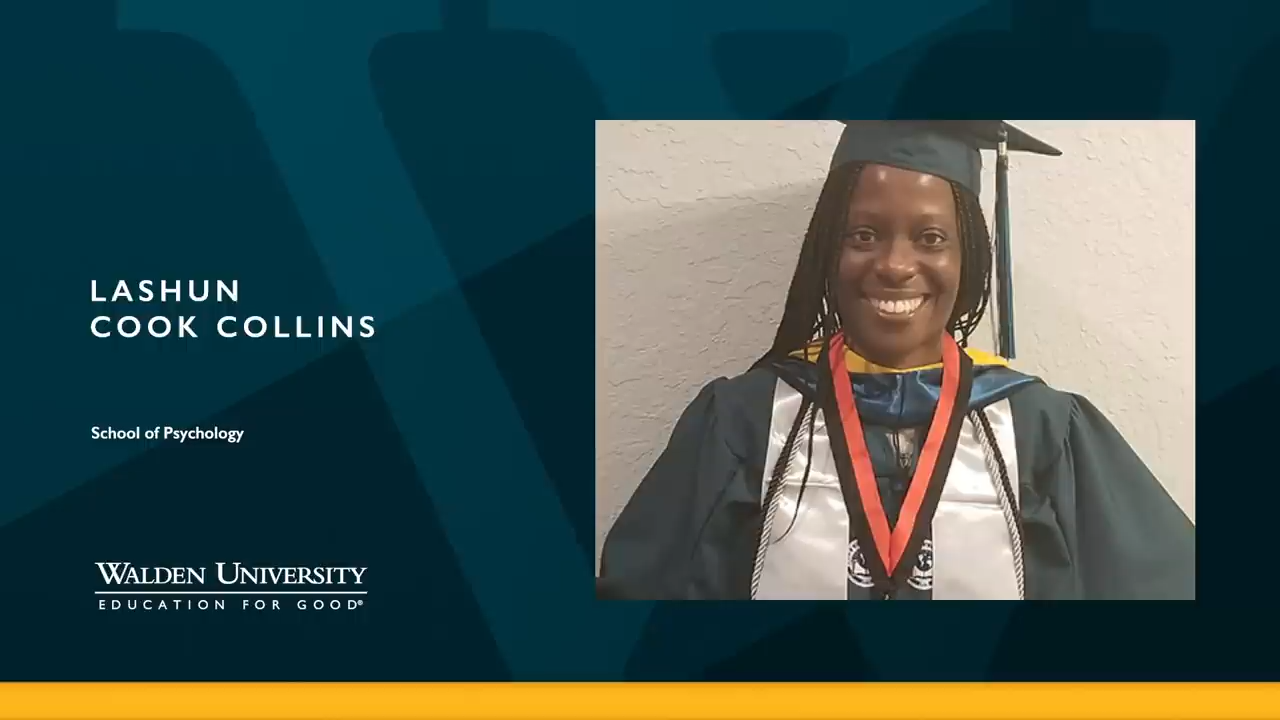 LASHUN
COOK COLLINS
School of Psychology
WALDEN UNIVERSITY
EDUCATION FOR GOOD®